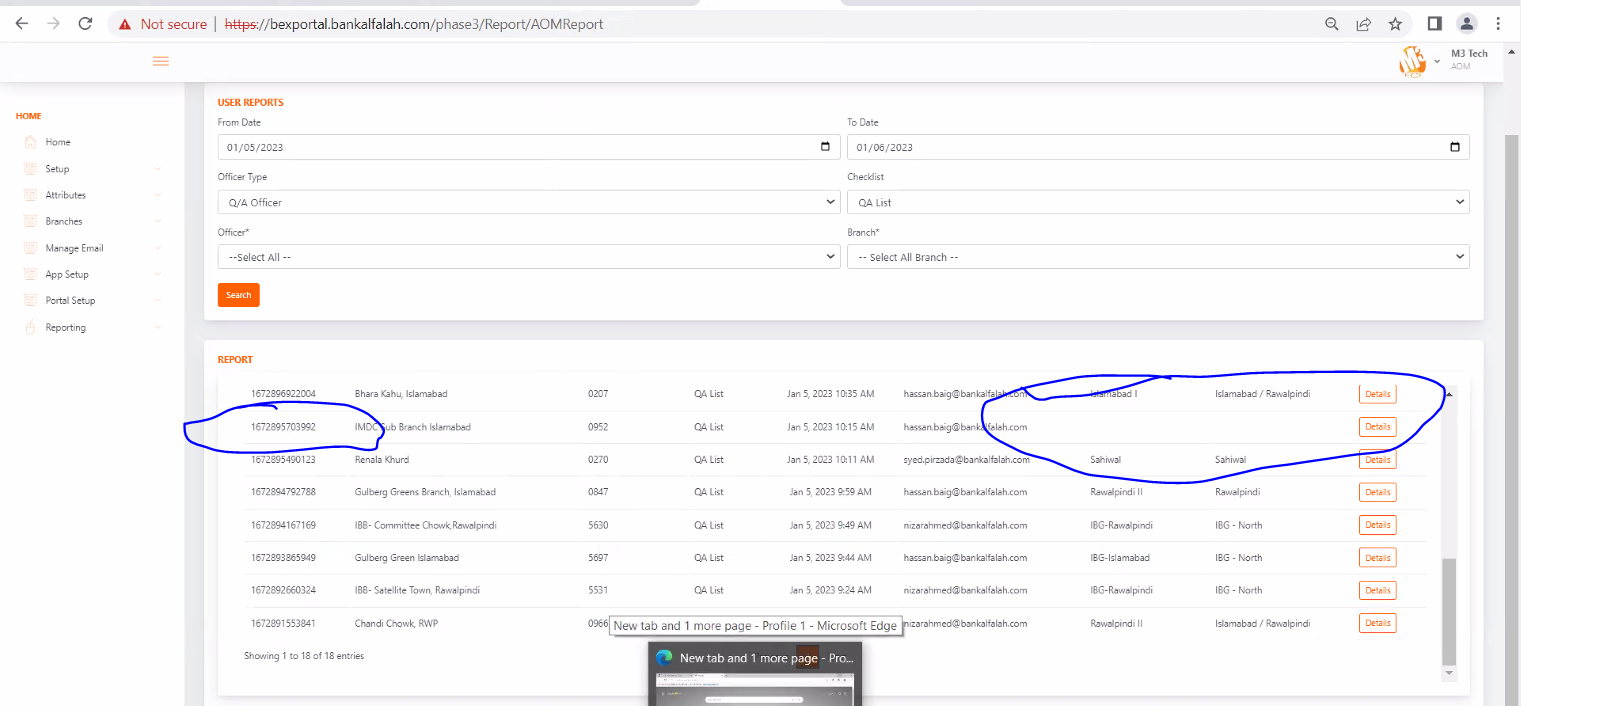 Not secure | https://bexportal.bankalfalah.com/phase3/Report/AOMReport
M3 Tech
AOM
HOME
Home
Setup
Attributes
Branches
Manage Email
App Setup
Portal Setup
Reporting
USER REPORTS
From Date To Date
01/05/2023 01/06/2023
Officer Type Checklist
Q/A Officer QA List
Officer* Branch*
--Select All -- -- Select All Branch --
Search
REPORT
1672896922004 Bhara Kahu, Islamabad 0207 QA List Jan 5, 2023 10:35 AM hassan.baig@bankalfalah.com Islamabad I Islamabad / Rawalpindi Details
1672895703992 IMDC Sub Branch Islamabad 0952 QA List Jan 5, 2023 10:15 AM hassan.baig@bankalfalah.com Details
1672895490123 Renala Khurd 0270 QA List Jan 5, 2023 10:11 AM syed.pirzada@bankalfalah.com Sahiwal Sahiwal Details
1672894792788 Gulberg Greens Branch, Islamabad 0847 QA List Jan 5, 2023 9:59 AM hassan.baig@bankalfalah.com Rawalpindi II Rawalpindi Details
1672894167169 IBB- Committee Chowk,Rawalpindi 5630 QA List Jan 5, 2023 9:49 AM nizarahmed@bankalfalah.com IBG-Rawalpindi IBG - North Details
1672893865949 Gulberg Green Islamabad 5697 QA List Jan 5, 2023 9:44 AM hassan.baig@bankalfalah.com IBG-Islamabad IBG - North Details
1672892660324 IBB- Satellite Town, Rawalpindi 5531 QA List Jan 5, 2023 9:24 AM nizarahmed@bankalfalah.com IBG-Rawalpindi IBG - North Details
1672891553841 Chandi Chowk, RWP 0966 nizarahmed@bankalfalah.com Rawalpindi II Islamabad / Rawalpindi Details
New tab and 1 more page - Profile 1 - Microsoft Edge
Showing 1 to 18 of 18 entries
New tab and 1 more page - Pro...